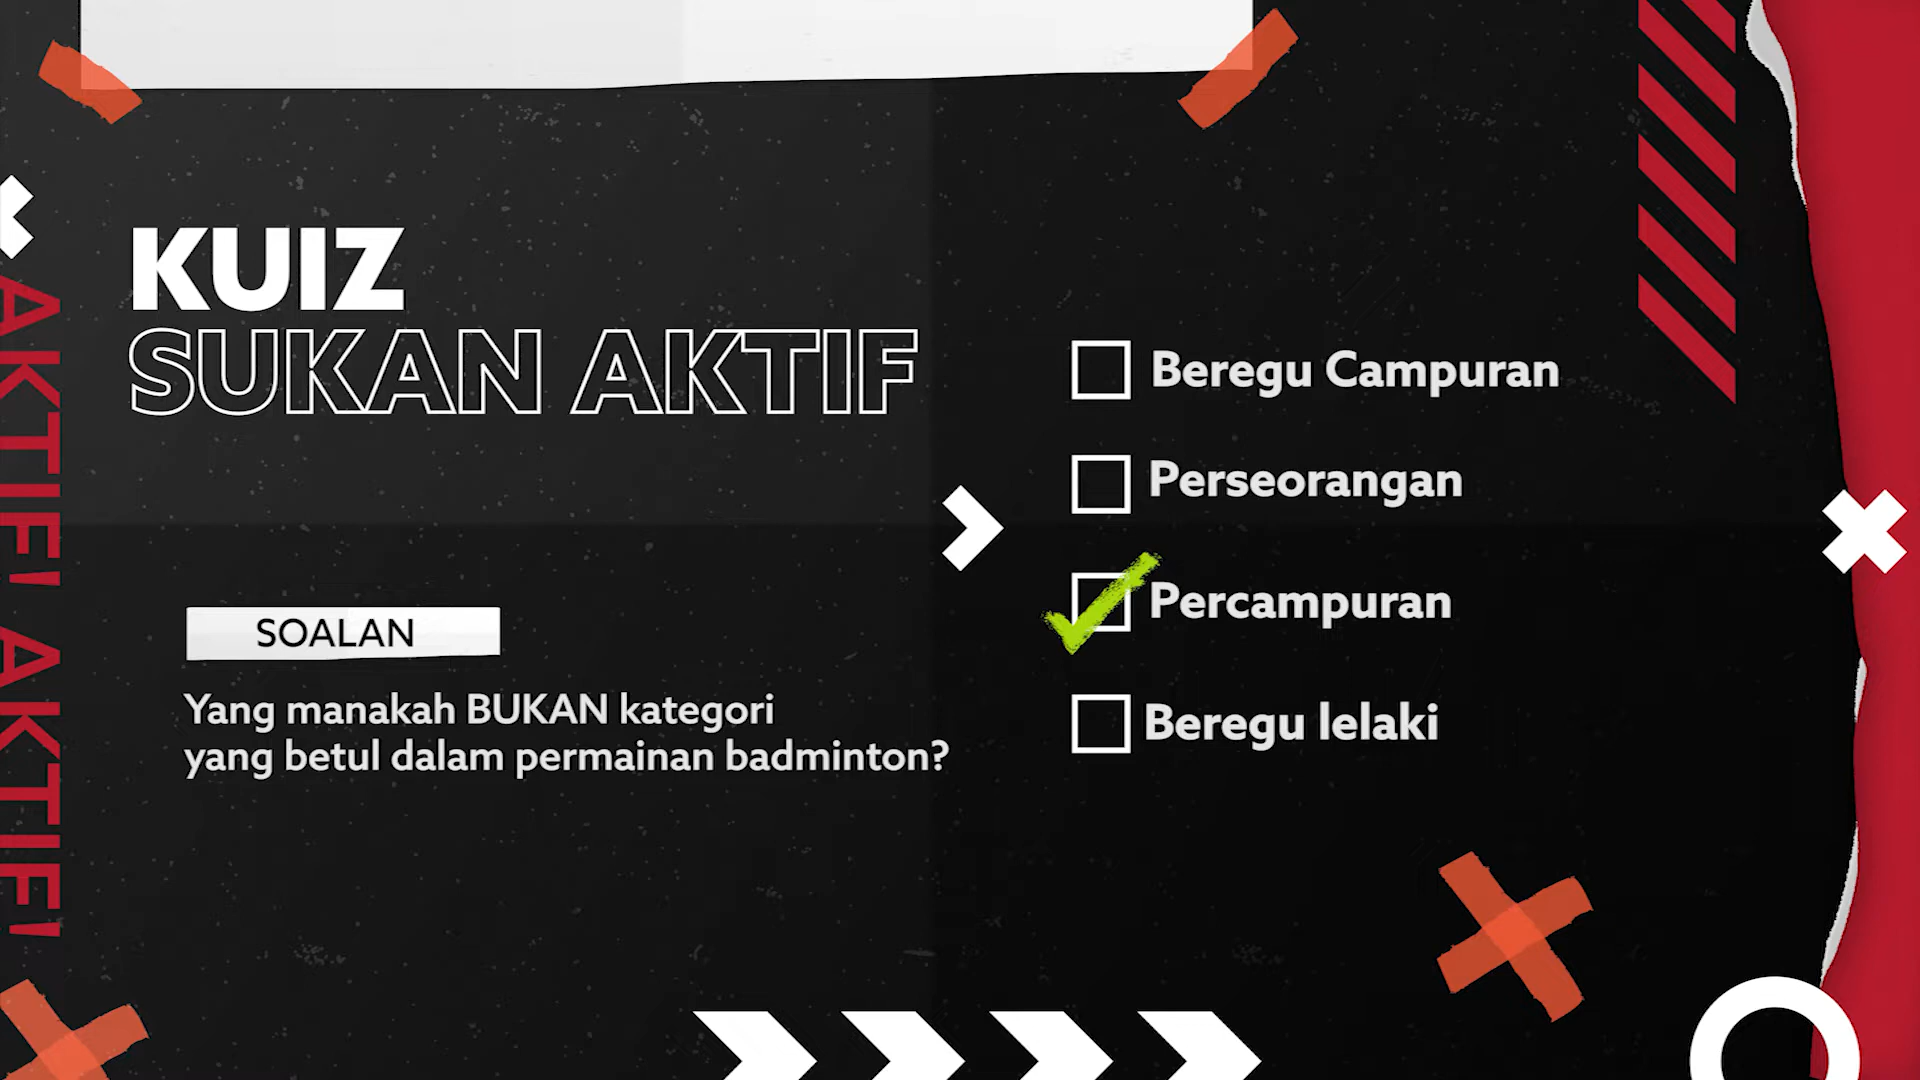 KUIZ
SUKAN AKTIF
SOALAN
Yang manakah BUKAN kategori
yang betul dalam permainan badminton?
Beregu Campuran
Perseorangan
Percampuran
Beregu lelaki
AKTIF! AKTIF!